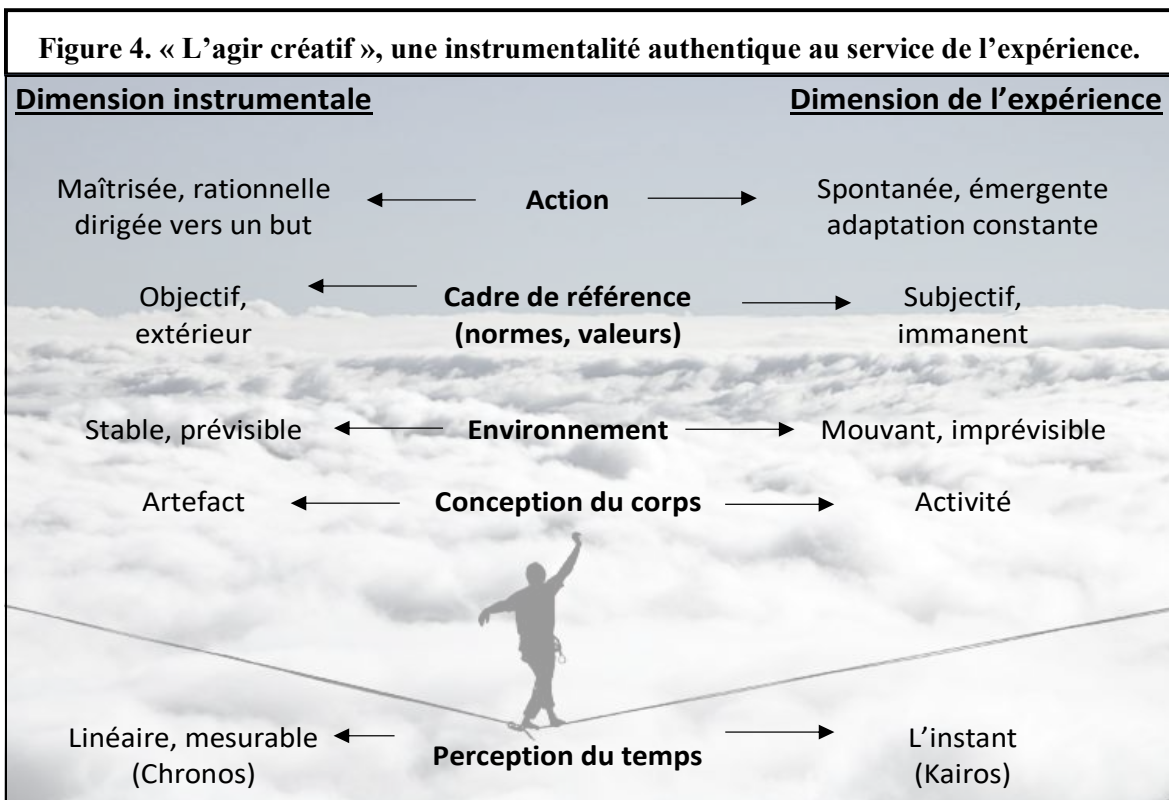 Figure 4. « L’agir créatif », une instrumentalité authentique au service de l’expérience.
Dimension instrumentale
Dimension de l’expérience
Maîtrisée, rationnelle
dirigée vers un but
Action
Spontanée, émergente
adaptation constante
Objectif,
extérieur
Cadre de référence
(normes, valeurs)
Subjectif,
immanent
Stable, prévisible
Environnement
Mouvant, imprévisible
Artefact
Conception du corps
Activité
Linéaire, mesurable
(Chronos)
Perception du temps
L’instant
(Kairos)